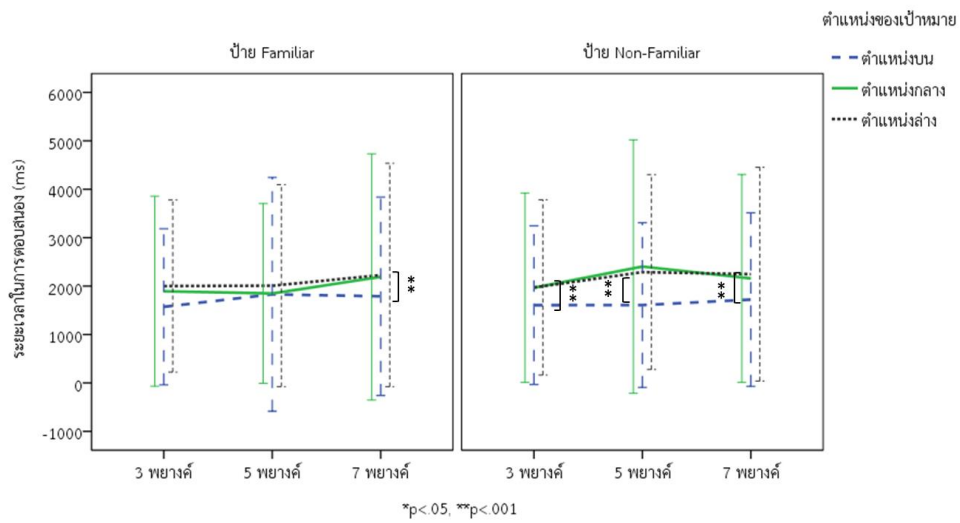 ตำแหน่งของเป้าหมาย
ป้าย Familiar
ป้าย Non-Familiar
ตำแหน่งบน
ตำแหน่งกลาง
ตำแหน่งล่าง
ระยะเวลาในการตอบสนอง (ms)
6000
5000
4000
3000
2000
1000
0
-1000
**
**
**
**
3 พยางค์
5 พยางค์
7 พยางค์
3 พยางค์
5 พยางค์
7 พยางค์
*p<.05, **p<.001